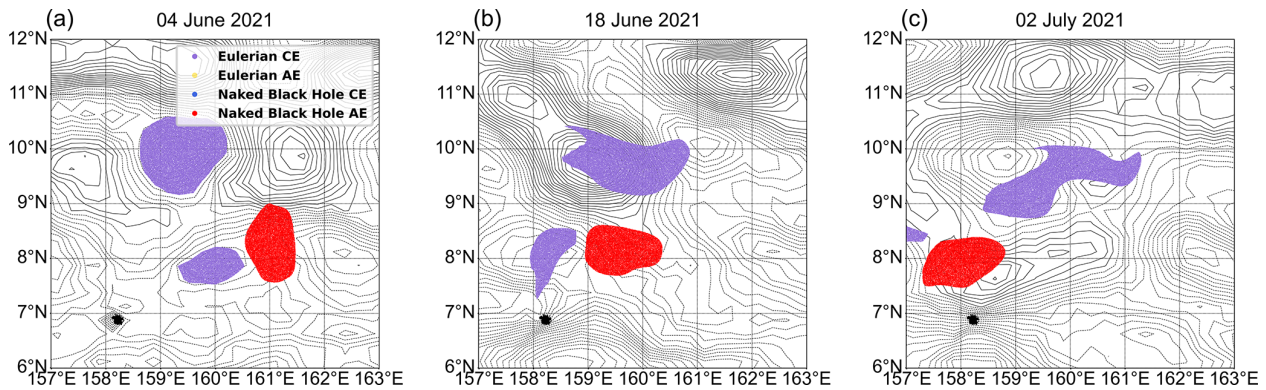 (a) 04 June 2021
(b) 18 June 2021
(c) 02 July 2021
12°N
11°N
10°N
9°N
8°N
7°N
6°N
157°E 158°E 159°E 160°E 161°E 162°E 163°E
Eulerian CE
Eulerian AE
Naked Black Hole CE
Naked Black Hole AE
12°N
11°N
10°N
9°N
8°N
7°N
6°N
157°E 158°E 159°E 160°E 161°E 162°E 163°E
12°N
11°N
10°N
9°N
8°N
7°N
6°N
157°E 158°E 159°E 160°E 161°E 162°E 163°E